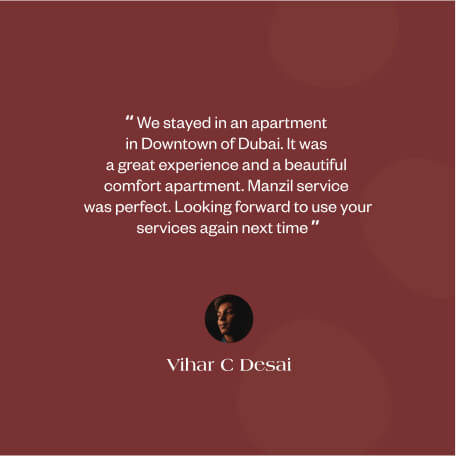 “ We stayed in an apartment
in Downtown of Dubai. It was
a great experience and a beautiful
comfort apartment. Manzil service
was perfect. Looking forward to use your
services again next time ”
Vihar C Desai